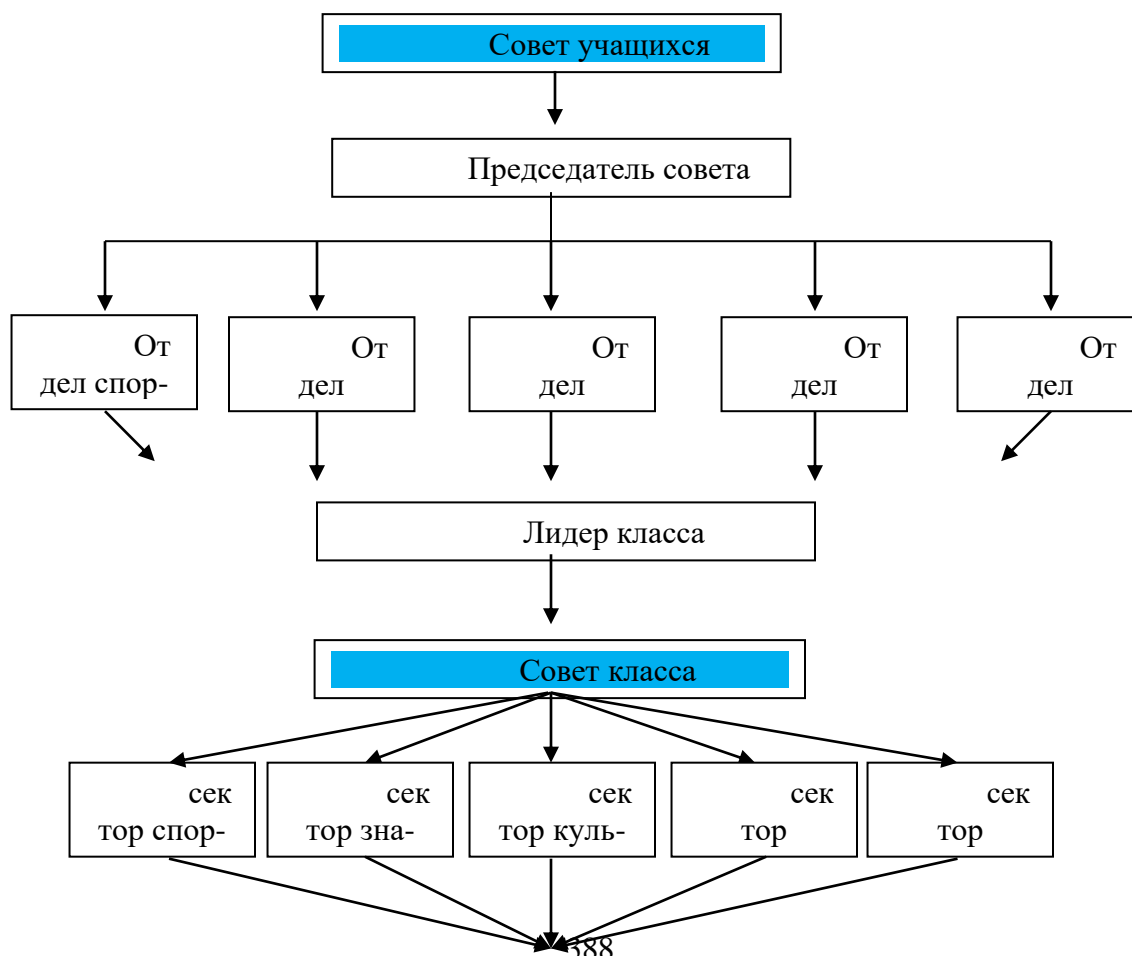 Совет учащихся
Председатель совета
От
дел спор-
От
дел
От
дел
От
дел
От
дел
Лидер класса
Совет класса
сек
тор спор-
сек
тор зна-
сек
тор куль-
сек
тор
сек
тор
388